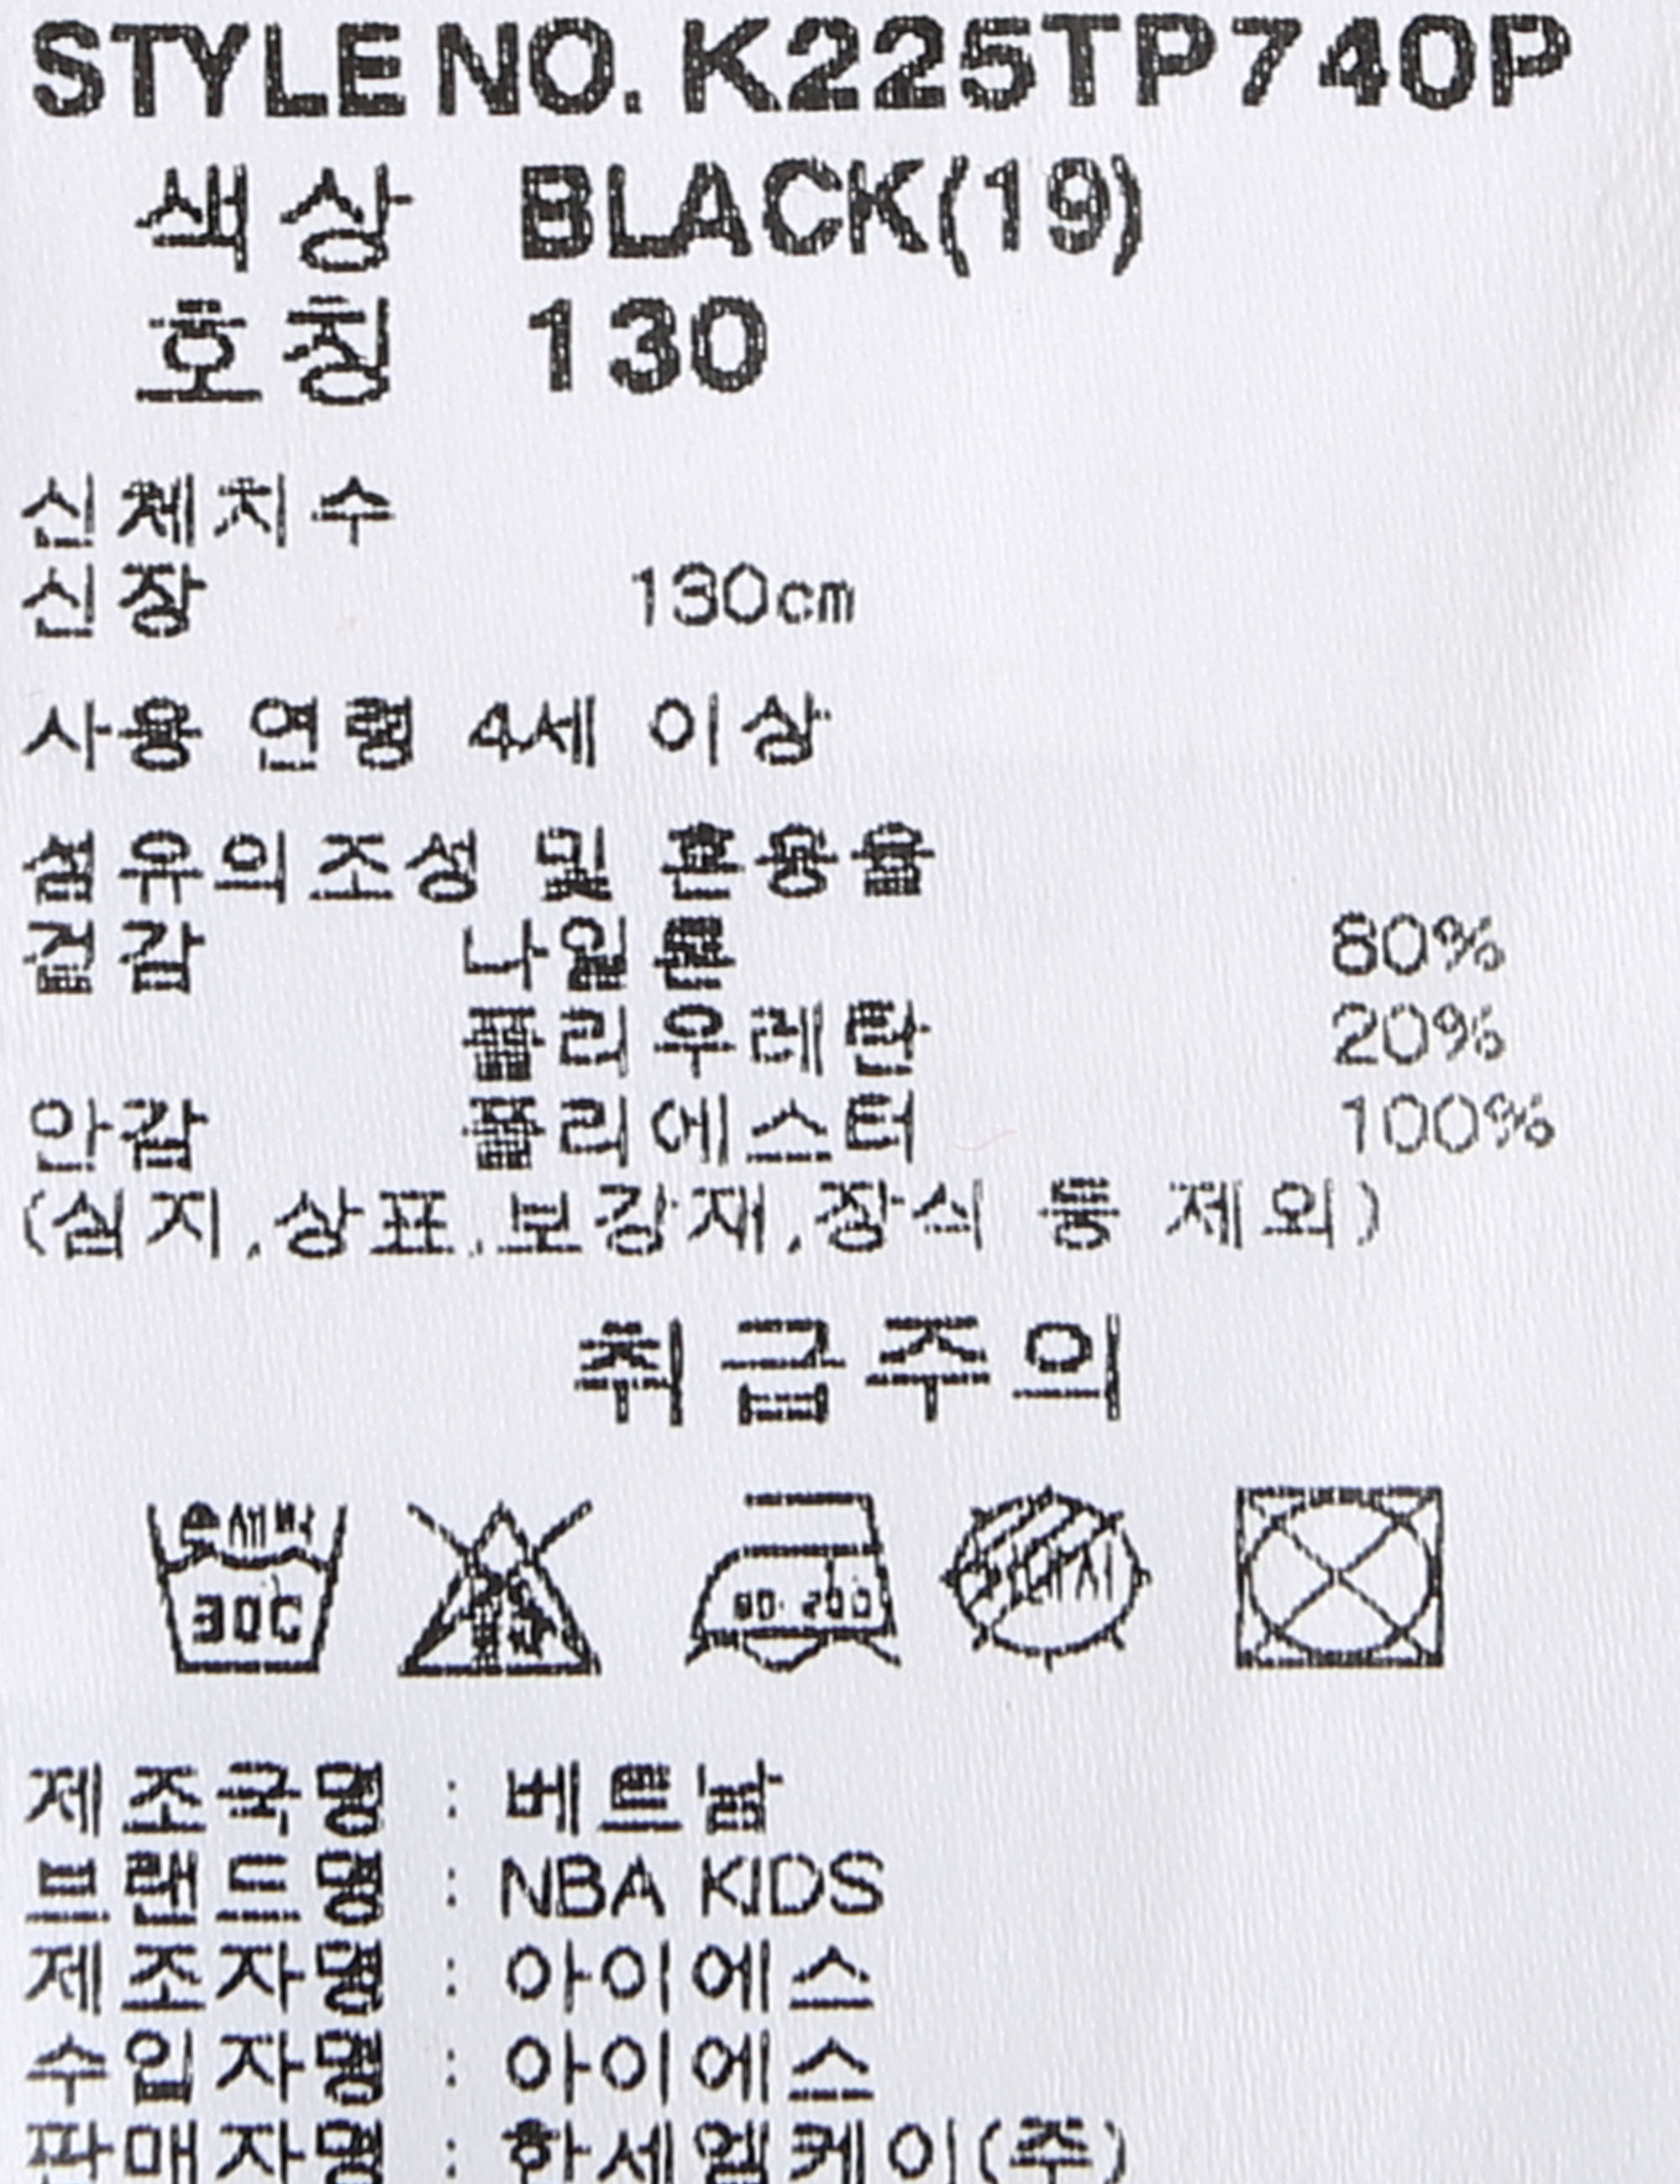 STYLE NO. K225TP740P
색상 BLACK(19)
호칭 130
신체치수
신장 130cm
사용 연령 4세 이상
섬유의조성 및 혼용율
겉감 나일론 80%
폴리우레탄 20%
안감 폴리에스터 100%
(심지,상표,보강재,장식 등 제외)
취급주의
손세탁
30C
80-200
제조국명 : 베트남
브랜드명 : NBA KIDS
제조자명 : 아이에스
수입자명 : 아이에스
판매자명 : 한세엠케이(주)